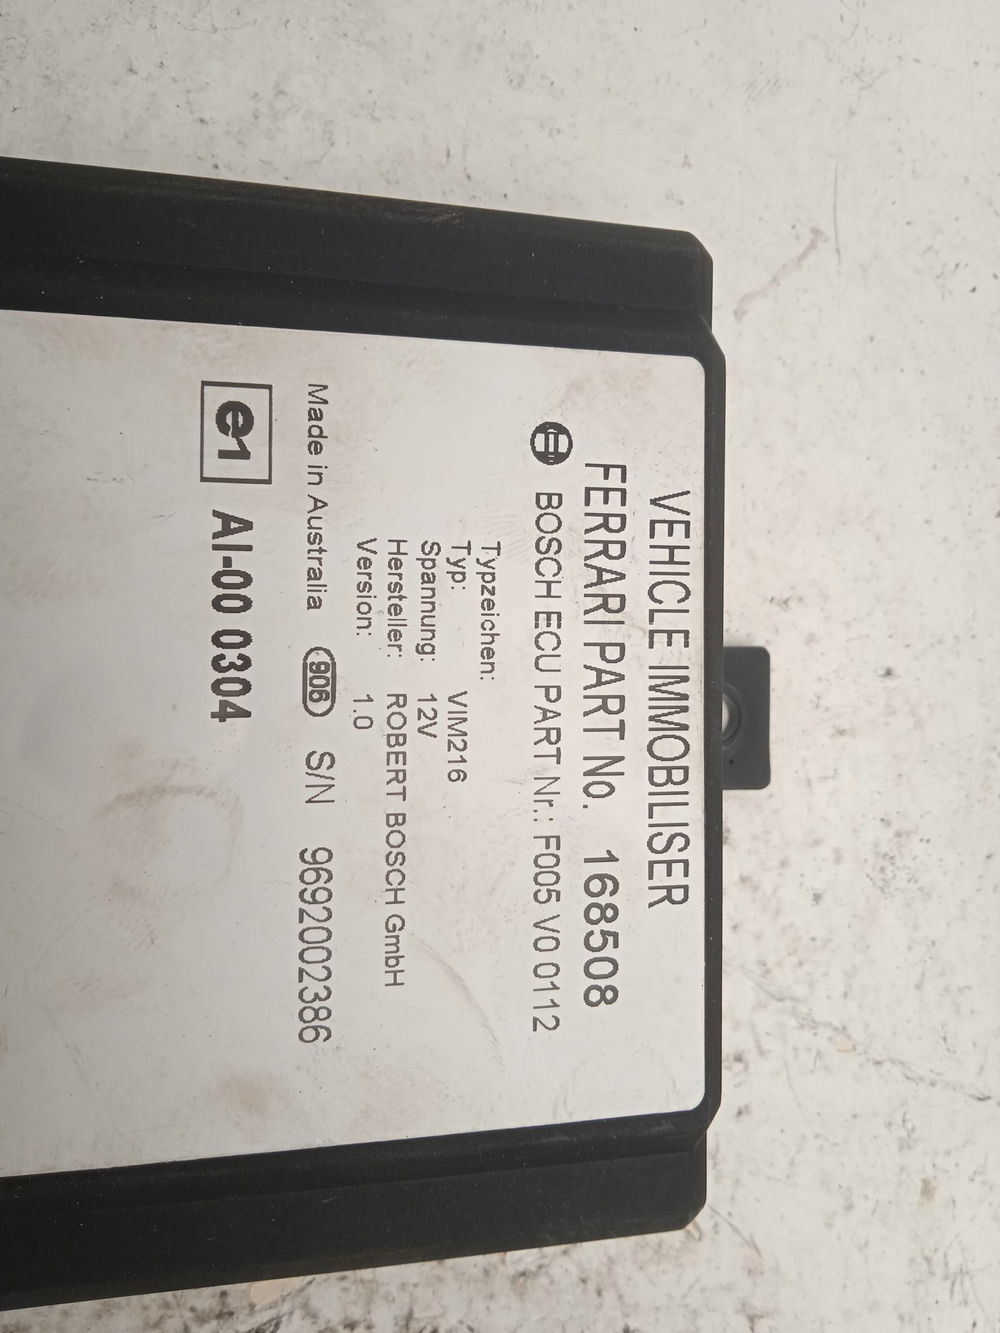 VEHICLE IMMOBILISER
FERRARI PART No. 168508
BOSCH ECU PART Nr.: F005 V0 0112
Typzeichen:
Typ: VIM216
Spannung: 12V
Hersteller: ROBERT BOSCH GmbH
Version: 1.0
Made in Australia 906 S/N 9692002386
e1 AI-00 0304